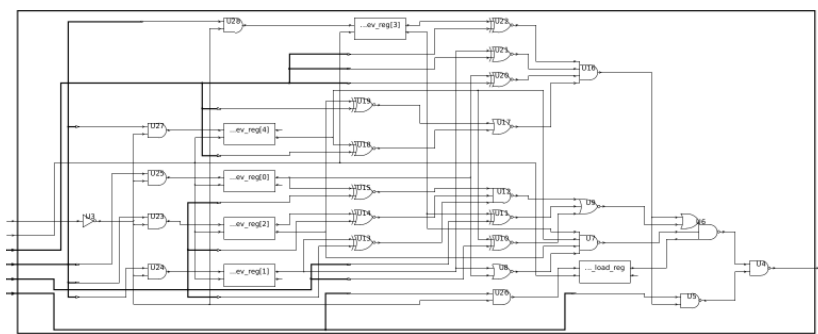 U28
...ev_reg[3]
U22
U21
U16
U20
U19
U27
...ev_reg[4]
U17
U18
U25
...ev_reg[0]
U15
U12
U9
U3
U23
...ev_reg[2]
U14
U11
U6
U13
U10
U7
U24
...ev_reg[1]
U8
..._load_reg
U4
U26
U5